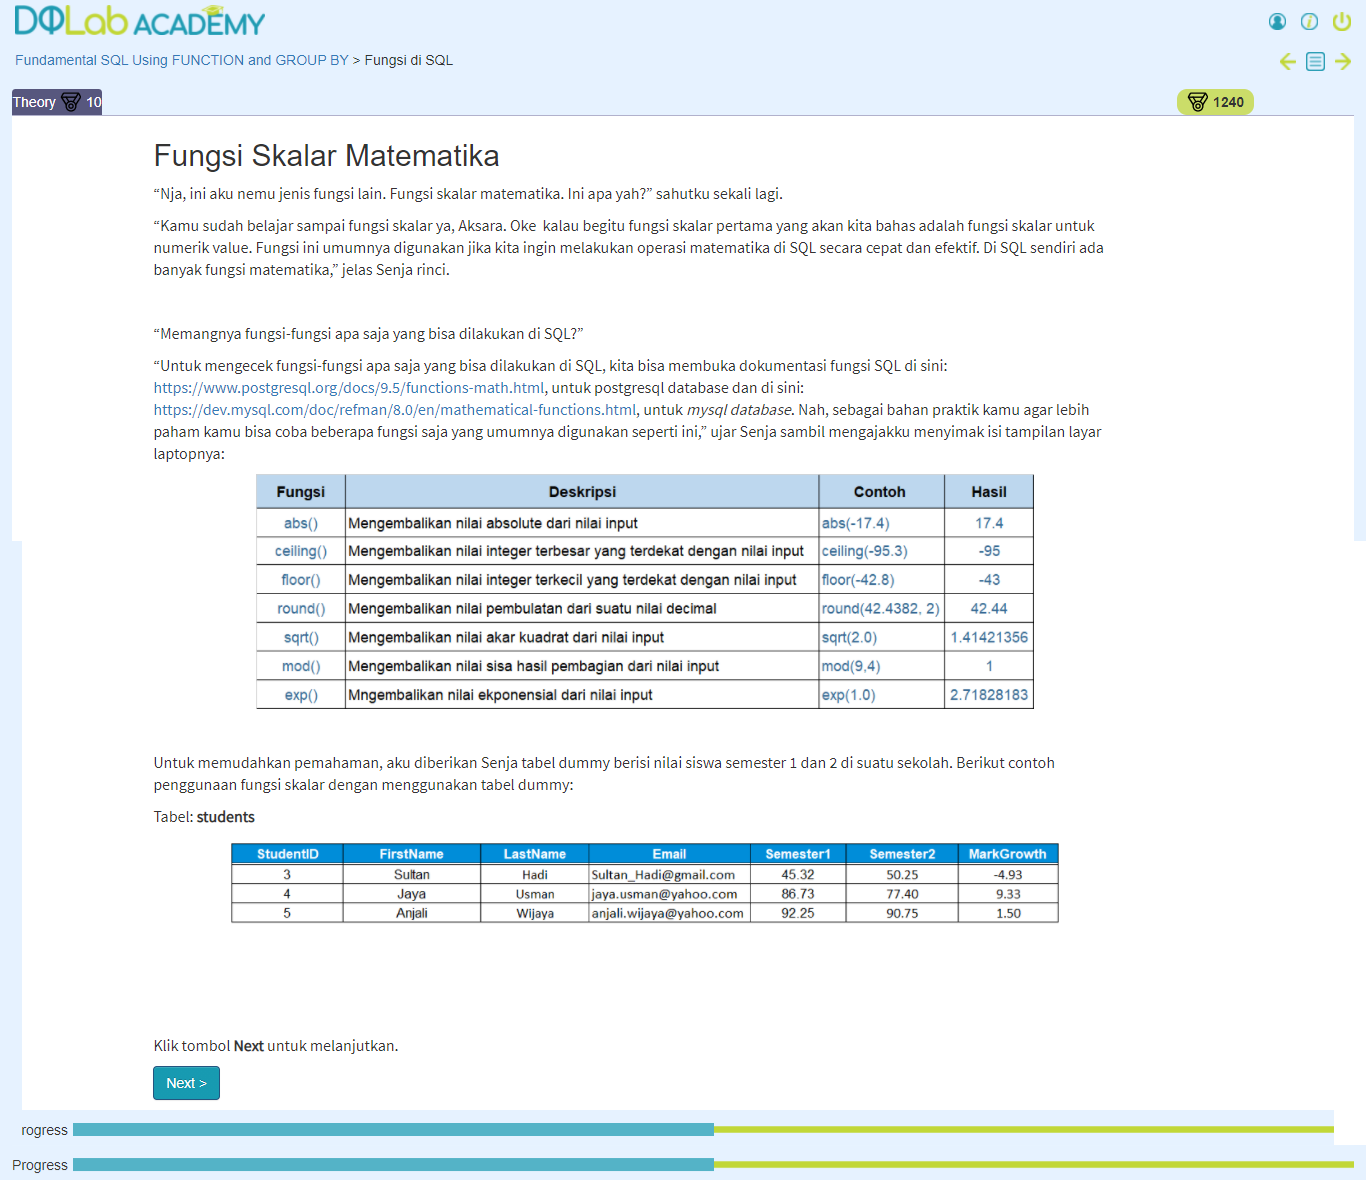 DQLab ACADEMY
Fundamental SQL Using FUNCTION and GROUP BY > Fungsi di SQL
Theory 10
1240
Fungsi Skalar Matematika
“Nja, ini aku nemu jenis fungsi lain. Fungsi skalar matematika. Ini apa yah?” sahutku sekali lagi.
“Kamu sudah belajar sampai fungsi skalar ya, Aksara. Oke  kalau begitu fungsi skalar pertama yang akan kita bahas adalah fungsi skalar untuk
numerik value. Fungsi ini umumnya digunakan jika kita ingin melakukan operasi matematika di SQL secara cepat dan efektif. Di SQL sendiri ada
banyak fungsi matematika,” jelas Senja rinci.
“Memangnya fungsi-fungsi apa saja yang bisa dilakukan di SQL?”
“Untuk mengecek fungsi-fungsi apa saja yang bisa dilakukan di SQL, kita bisa membuka dokumentasi fungsi SQL di sini:
https://www.postgresql.org/docs/9.5/functions-math.html, untuk postgresql database dan di sini:
https://dev.mysql.com/doc/refman/8.0/en/mathematical-functions.html, untuk mysql database. Nah, sebagai bahan praktik kamu agar lebih
paham kamu bisa coba beberapa fungsi saja yang umumnya digunakan seperti ini,” ujar Senja sambil mengajakku menyimak isi tampilan layar
laptopnya:
Fungsi Deskripsi Contoh Hasil
abs() Mengembalikan nilai absolute dari nilai input abs(-17.4) 17.4
ceiling() Mengembalikan nilai integer terbesar yang terdekat dengan nilai input ceiling(-95.3) -95
floor() Mengembalikan nilai integer terkecil yang terdekat dengan nilai input floor(-42.8) -43
round() Mengembalikan nilai pembulatan dari suatu nilai decimal round(42.4382, 2) 42.44
sqrt() Mengembalikan nilai akar kuadrat dari nilai input sqrt(2.0) 1.41421356
mod() Mengembalikan nilai sisa hasil pembagian dari nilai input mod(9,4) 1
exp() Mngembalikan nilai ekponensial dari nilai input exp(1.0) 2.71828183
Untuk memudahkan pemahaman, aku diberikan Senja tabel dummy berisi nilai siswa semester 1 dan 2 di suatu sekolah. Berikut contoh
penggunaan fungsi skalar dengan menggunakan tabel dummy:
Tabel: students
StudentID FirstName LastName Email Semester1 Semester2 MarkGrowth
3 Sultan Hadi Sultan_Hadi@gmail.com 45.32 50.25 -4.93
4 Jaya Usman jaya.usman@yahoo.com 86.73 77.40 9.33
5 Anjali Wijaya anjali.wijaya@yahoo.com 92.25 90.75 1.50
Klik tombol Next untuk melanjutkan.
Next >
rogress
Progress